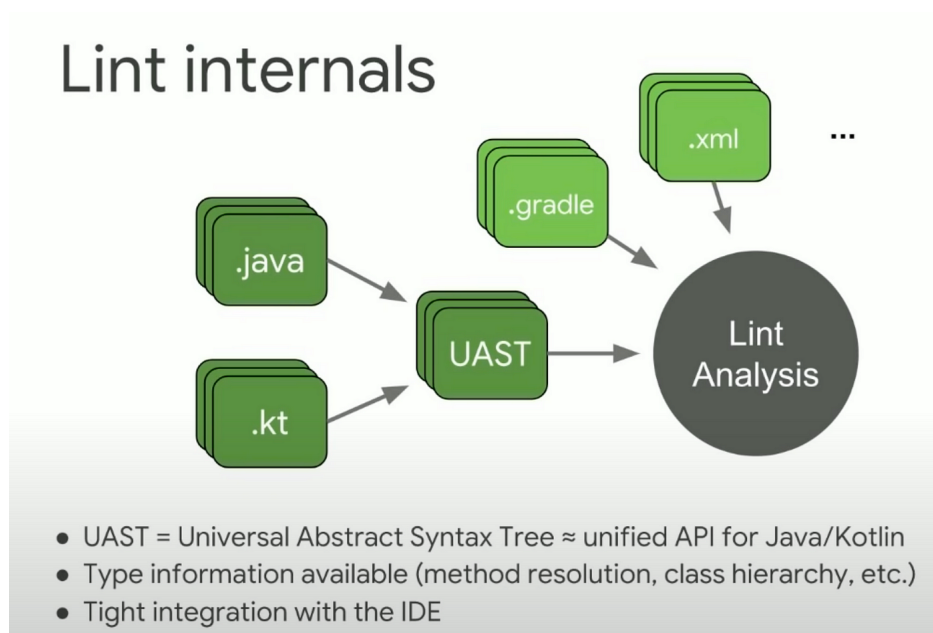 Lint internals
.xml
...
.gradle
.java
UAST
Lint
Analysis
.kt
• UAST = Universal Abstract Syntax Tree ≈ unified API for Java/Kotlin
• Type information available (method resolution, class hierarchy, etc.)
• Tight integration with the IDE